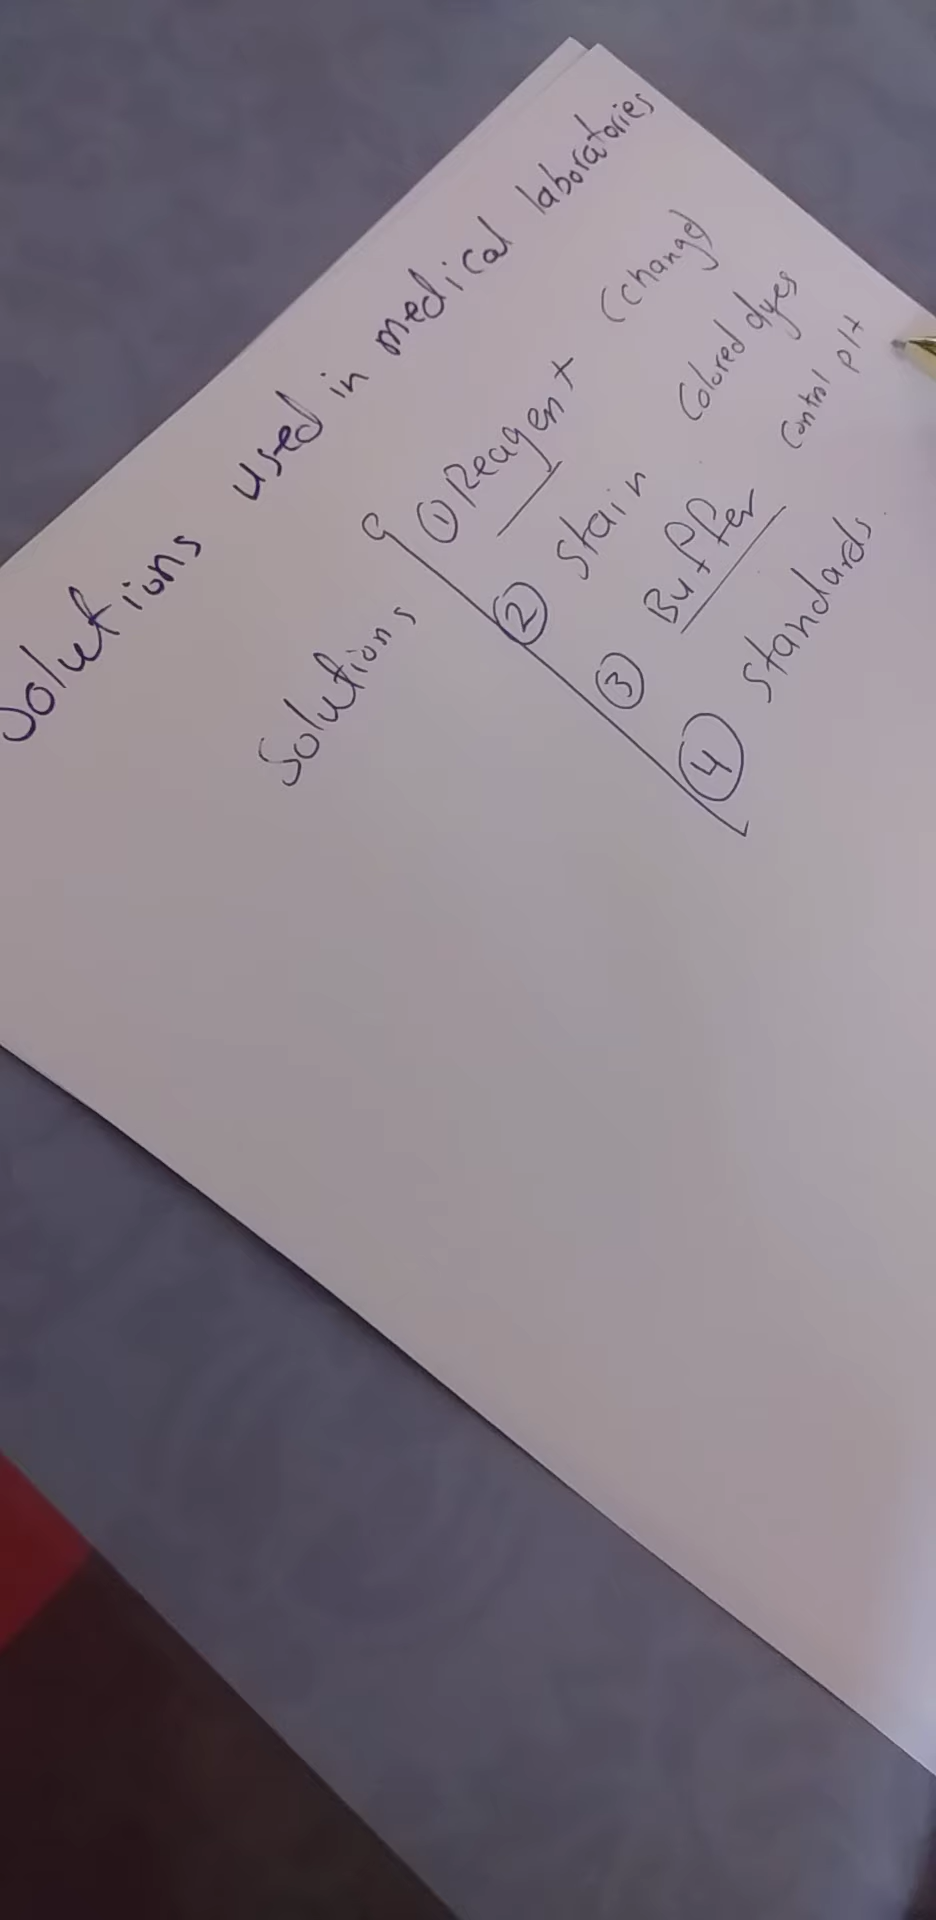 Solutions used in medical laboratories
Solutions
① Reagent (change)
② Stain Colored dyes
③ Buffer Control pH
④ Standards